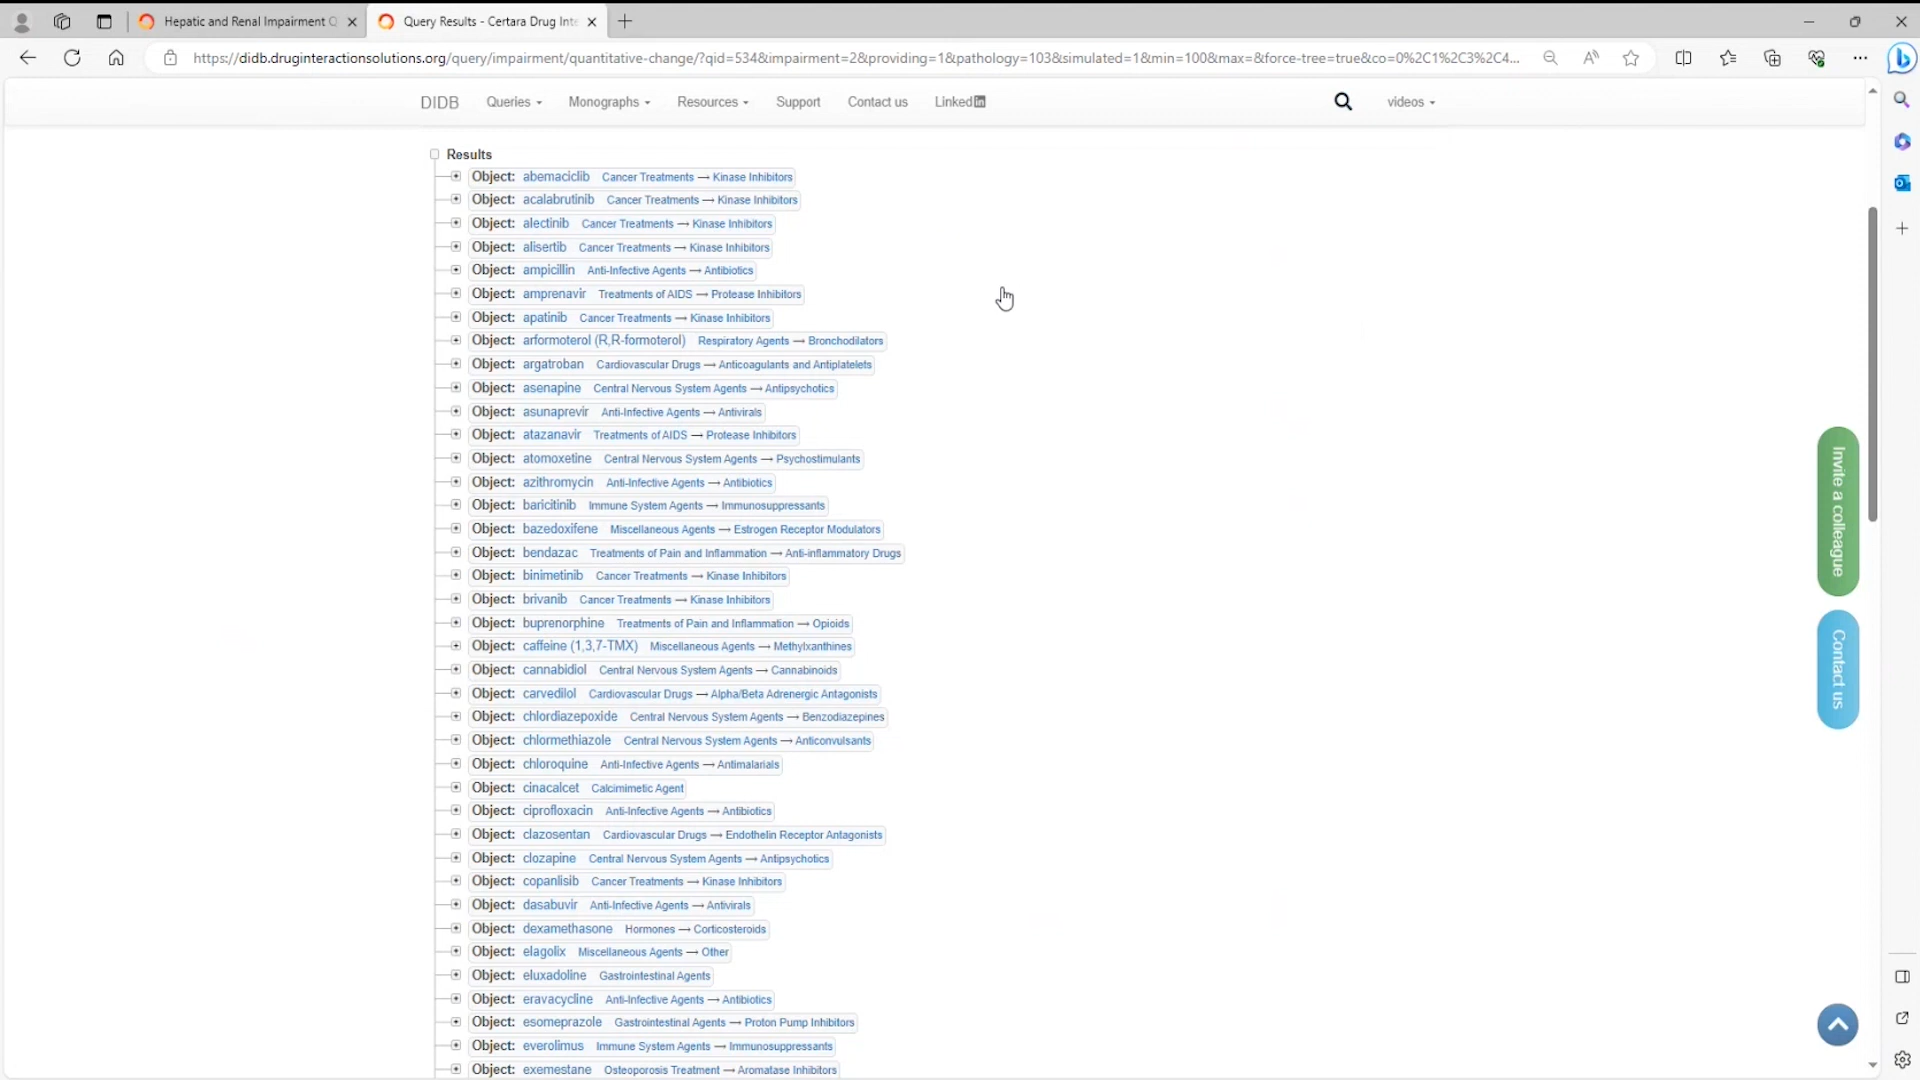 Hepatic and Renal Impairment Q
Query Results - Certara Drug Inte
https://didb.druginteractionsolutions.org/query/impairment/quantitative-change/?qid=534&impairment=2&providing=1&pathology=103&simulated=1&min=100&max=&force-tree=true&co=0%2C1%2C3%2C4...
DIDB Queries Monographs Resources Support Contact us Linkedin videos
Results
Object: abemaciclib Cancer Treatments → Kinase Inhibitors
Object: acalabrutinib Cancer Treatments → Kinase Inhibitors
Object: alectinib Cancer Treatments → Kinase Inhibitors
Object: alisertib Cancer Treatments → Kinase Inhibitors
Object: ampicillin Anti-Infective Agents → Antibiotics
Object: amprenavir Treatments of AIDS → Protease Inhibitors
Object: apatinib Cancer Treatments → Kinase Inhibitors
Object: arformoterol (R,R-formoterol) Respiratory Agents → Bronchodilators
Object: argatroban Cardiovascular Drugs → Anticoagulants and Antiplatelets
Object: asenapine Central Nervous System Agents → Antipsychotics
Object: asunaprevir Anti-Infective Agents → Antivirals
Object: atazanavir Treatments of AIDS → Protease Inhibitors
Object: atomoxetine Central Nervous System Agents → Psychostimulants
Object: azithromycin Anti-Infective Agents → Antibiotics
Object: baricitinib Immune System Agents → Immunosuppressants
Object: bazedoxifene Miscellaneous Agents → Estrogen Receptor Modulators
Object: bendazac Treatments of Pain and Inflammation → Anti-inflammatory Drugs
Object: binimetinib Cancer Treatments → Kinase Inhibitors
Object: brivanib Cancer Treatments → Kinase Inhibitors
Object: buprenorphine Treatments of Pain and Inflammation → Opioids
Object: caffeine (1,3,7-TMX) Miscellaneous Agents → Methylxanthines
Object: cannabidiol Central Nervous System Agents → Cannabinoids
Object: carvedilol Cardiovascular Drugs → Alpha/Beta Adrenergic Antagonists
Object: chlordiazepoxide Central Nervous System Agents → Benzodiazepines
Object: chlormethiazole Central Nervous System Agents → Anticonvulsants
Object: chloroquine Anti-Infective Agents → Antimalarials
Object: cinacalcet Calcimimetic Agent
Object: ciprofloxacin Anti-Infective Agents → Antibiotics
Object: clazosentan Cardiovascular Drugs → Endothelin Receptor Antagonists
Object: clozapine Central Nervous System Agents → Antipsychotics
Object: copanlisib Cancer Treatments → Kinase Inhibitors
Object: dasabuvir Anti-Infective Agents → Antivirals
Object: dexamethasone Hormones → Corticosteroids
Object: elagolix Miscellaneous Agents → Other
Object: eluxadoline Gastrointestinal Agents
Object: eravacycline Anti-Infective Agents → Antibiotics
Object: esomeprazole Gastrointestinal Agents → Proton Pump Inhibitors
Object: everolimus Immune System Agents → Immunosuppressants
Object: exemestane Osteoporosis Treatment → Aromatase Inhibitors
Invite a colleague
Contact us